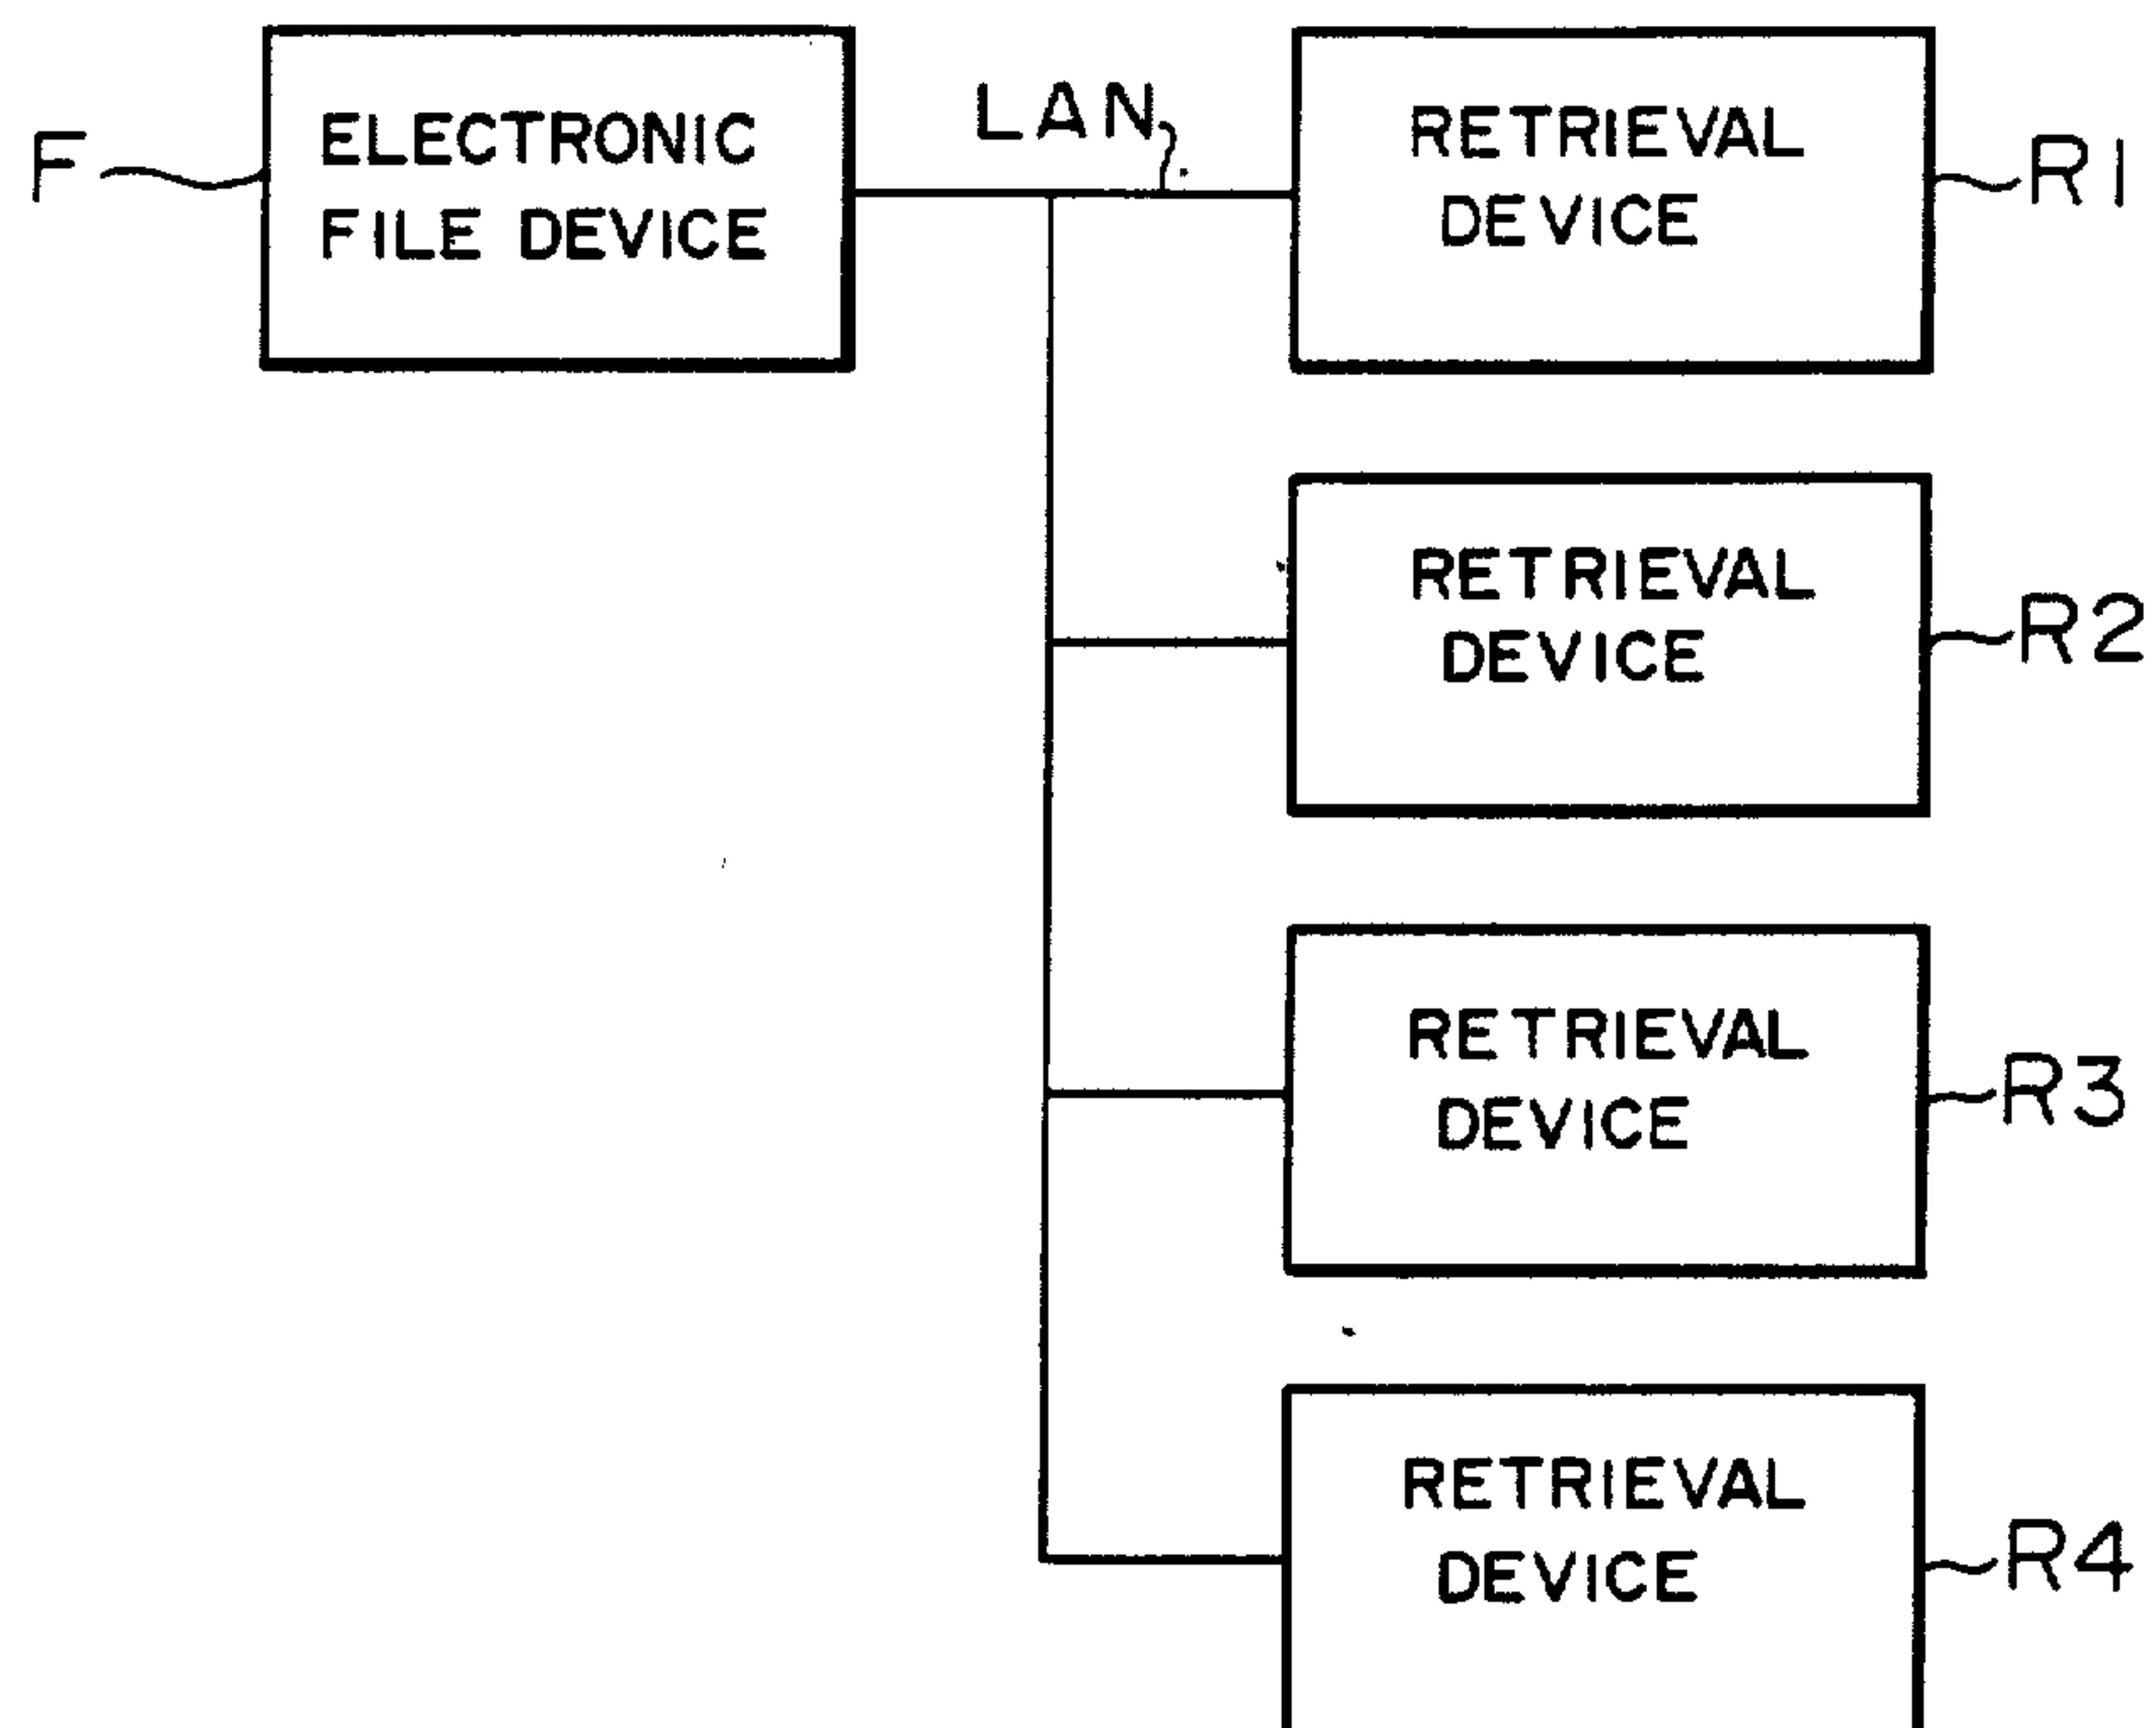 F
ELECTRONIC
FILE DEVICE
LAN
RETRIEVAL
DEVICE
R1
RETRIEVAL
DEVICE
R2
RETRIEVAL
DEVICE
R3
RETRIEVAL
DEVICE
R4